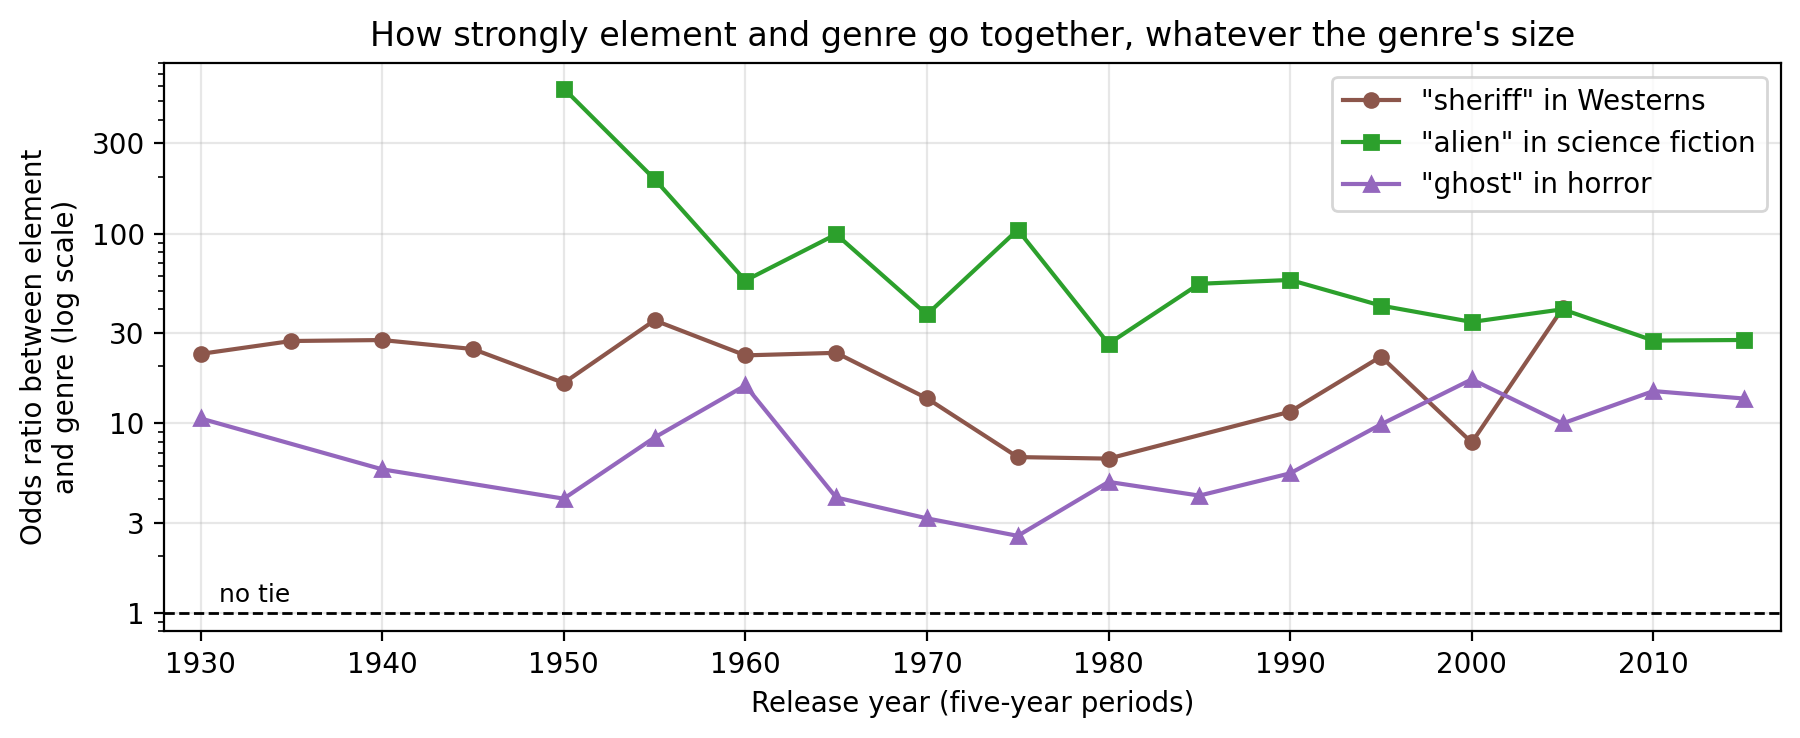 How strongly element and genre go together, whatever the genre's size
Odds ratio between element
and genre (log scale)
300
100
30
10
3
1
"sheriff" in Westerns
"alien" in science fiction
"ghost" in horror
no tie
1930 1940 1950 1960 1970 1980 1990 2000 2010
Release year (five-year periods)